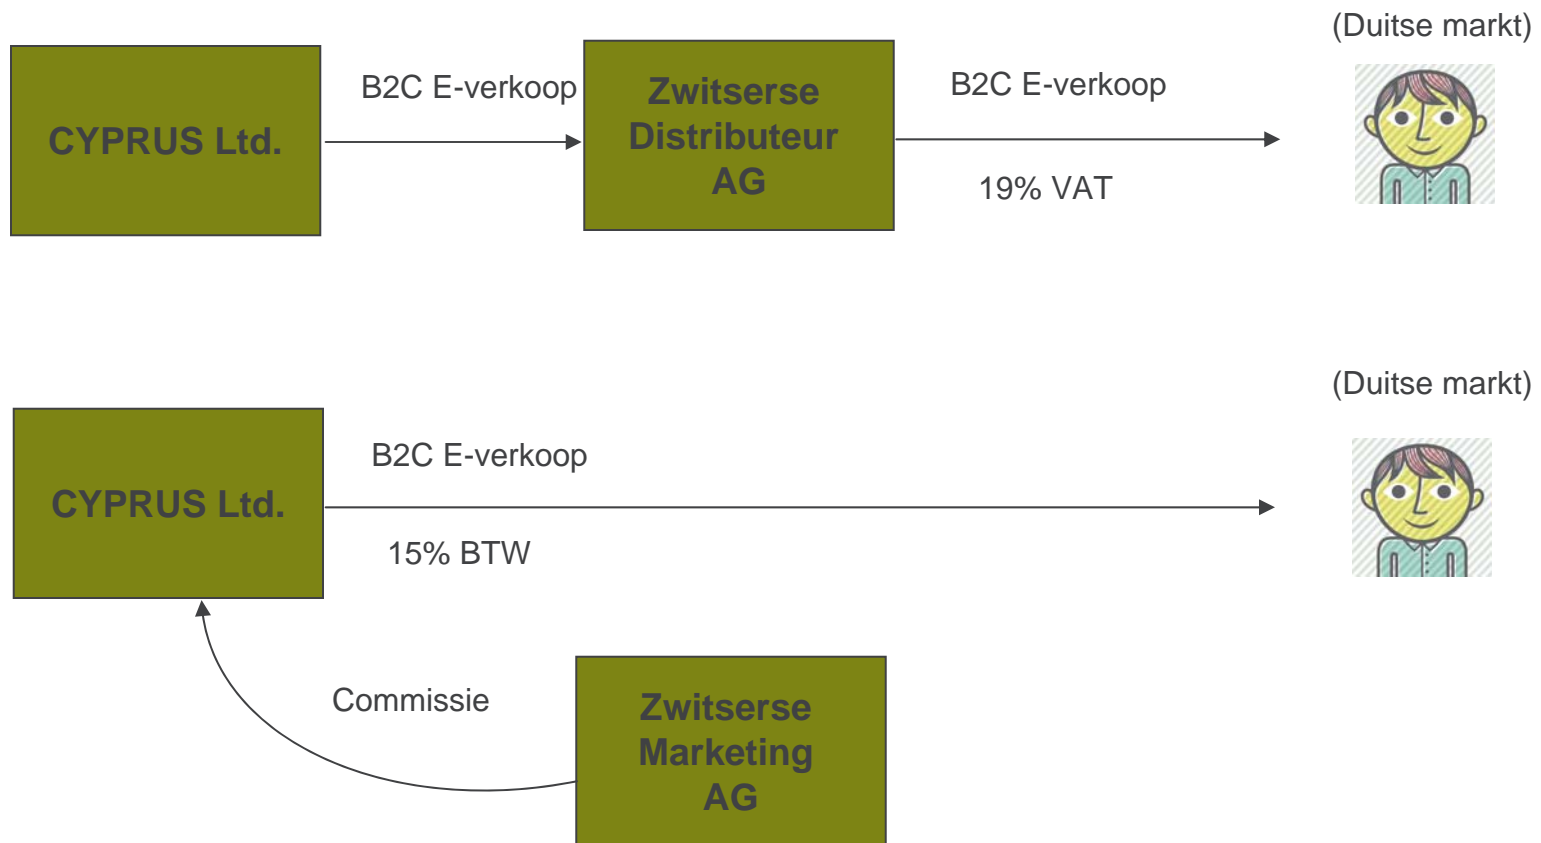 (Duitse markt)
CYPRUS Ltd.
B2C E-verkoop
Zwitserse
Distributeur
AG
B2C E-verkoop
19% VAT
(Duitse markt)
CYPRUS Ltd.
B2C E-verkoop
15% BTW
Commissie
Zwitserse
Marketing
AG